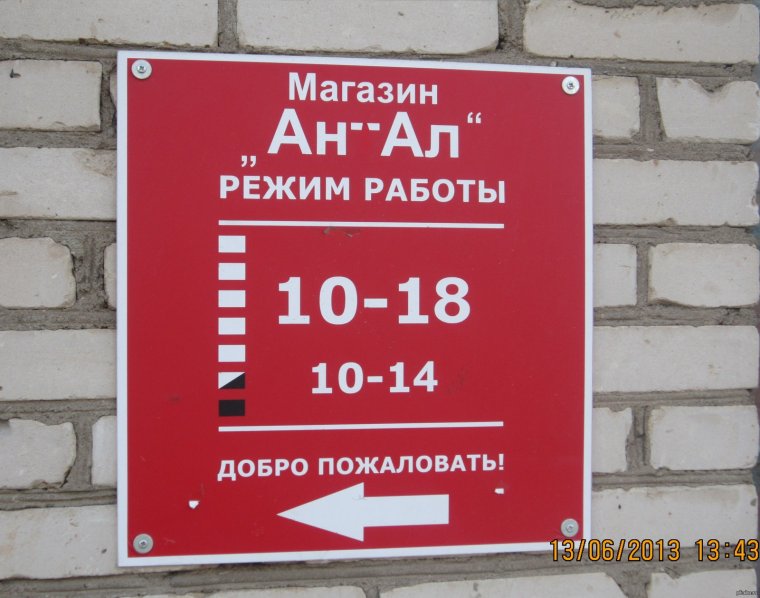 Магазин
„Ан--Ал“
РЕЖИМ РАБОТЫ
10-18
10-14
ДОБРО ПОЖАЛОВАТЬ!
13/06/2013 13:43